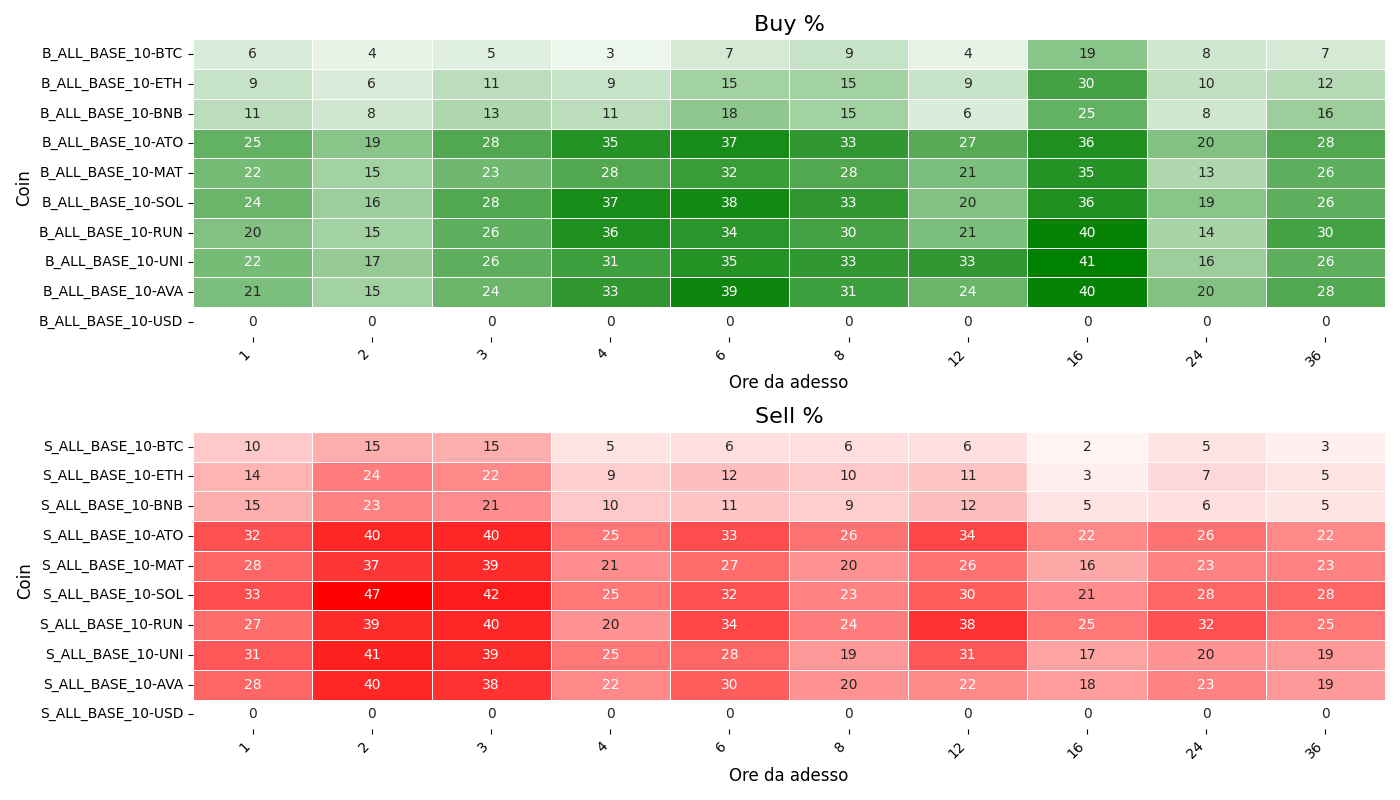 Buy %
Coin
B_ALL_BASE_10-BTC 6 4 5 3 7 9 4 19 8 7
B_ALL_BASE_10-ETH 9 6 11 9 15 15 9 30 10 12
B_ALL_BASE_10-BNB 11 8 13 11 18 15 6 25 8 16
B_ALL_BASE_10-ATO 25 19 28 35 37 33 27 36 20 28
B_ALL_BASE_10-MAT 22 15 23 28 32 28 21 35 13 26
B_ALL_BASE_10-SOL 24 16 28 37 38 33 20 36 19 26
B_ALL_BASE_10-RUN 20 15 26 36 34 30 21 40 14 30
B_ALL_BASE_10-UNI 22 17 26 31 35 33 33 41 16 26
B_ALL_BASE_10-AVA 21 15 24 33 39 31 24 40 20 28
B_ALL_BASE_10-USD 0 0 0 0 0 0 0 0 0 0
1 2 3 4 6 8 12 16 24 36
Ore da adesso
Sell %
Coin
S_ALL_BASE_10-BTC 10 15 15 5 6 6 6 2 5 3
S_ALL_BASE_10-ETH 14 24 22 9 12 10 11 3 7 5
S_ALL_BASE_10-BNB 15 23 21 10 11 9 12 5 6 5
S_ALL_BASE_10-ATO 32 40 40 25 33 26 34 22 26 22
S_ALL_BASE_10-MAT 28 37 39 21 27 20 26 16 23 23
S_ALL_BASE_10-SOL 33 47 42 25 32 23 30 21 28 28
S_ALL_BASE_10-RUN 27 39 40 20 34 24 38 25 32 25
S_ALL_BASE_10-UNI 31 41 39 25 28 19 31 17 20 19
S_ALL_BASE_10-AVA 28 40 38 22 30 20 22 18 23 19
S_ALL_BASE_10-USD 0 0 0 0 0 0 0 0 0 0
1 2 3 4 6 8 12 16 24 36
Ore da adesso